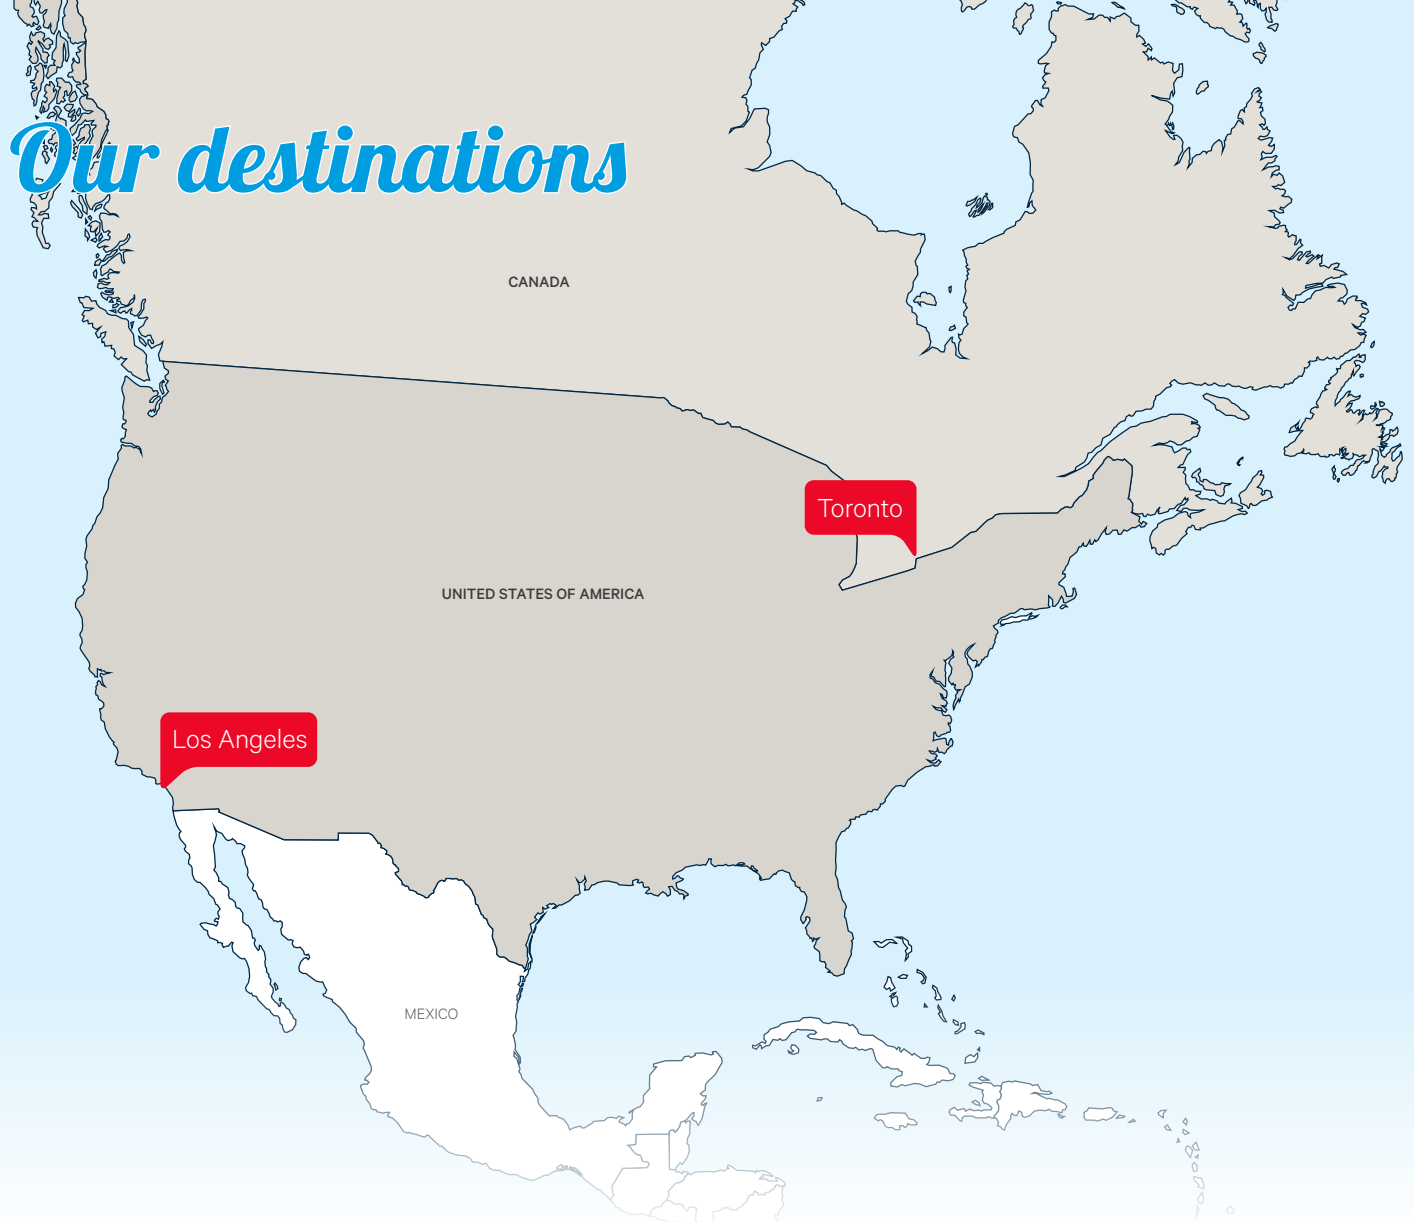 Our destinations
CANADA
Toronto
UNITED STATES OF AMERICA
Los Angeles
MEXICO